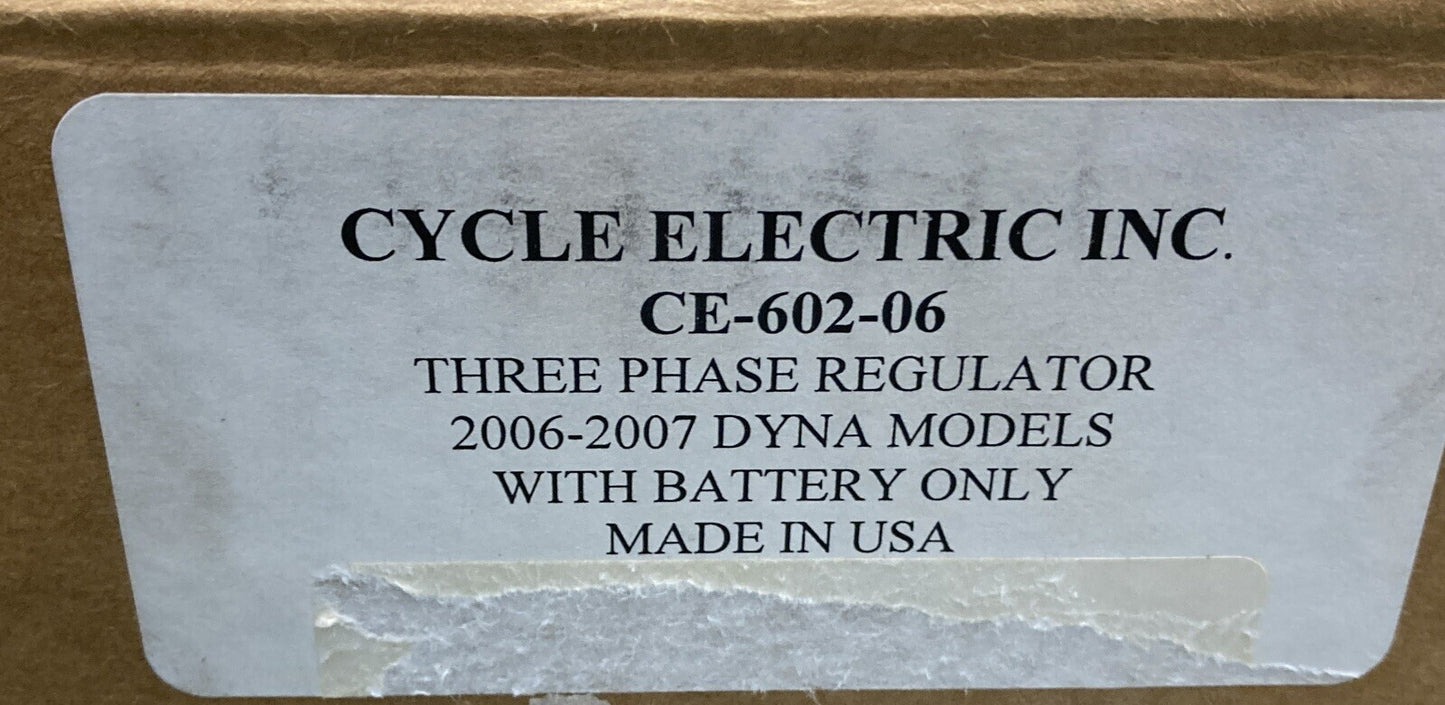 CYCLE ELECTRIC INC.
CE-602-06
THREE PHASE REGULATOR
2006-2007 DYNA MODELS
WITH BATTERY ONLY
MADE IN USA